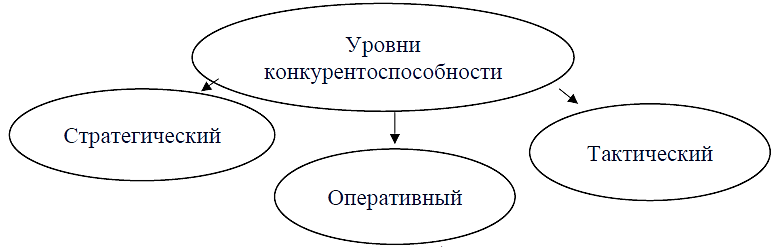 Уровни
конкурентоспособности
Стратегический
Оперативный
Тактический